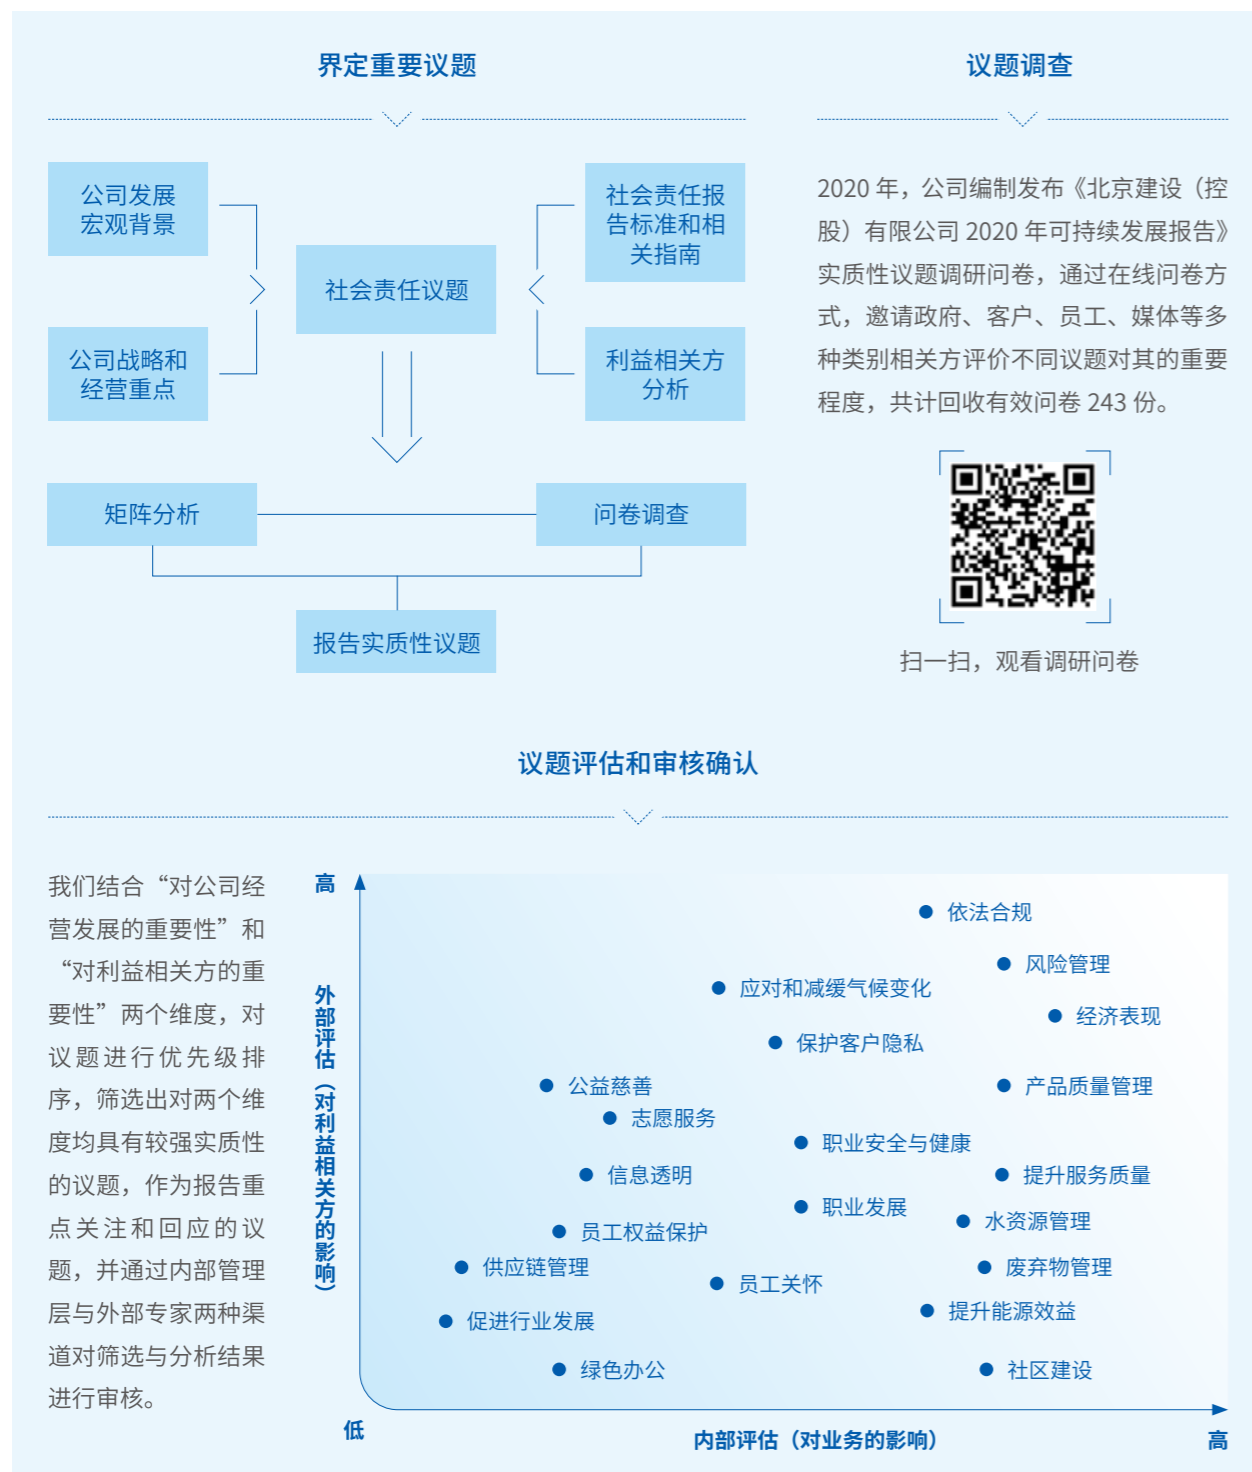 界定重要议题
公司发展
宏观背景
公司战略和
经营重点
社会责任议题
社会责任报
告标准和相
关指南
利益相关方
分析
矩阵分析
问卷调查
报告实质性议题
议题调查
2020 年，公司编制发布《北京建设（控
股）有限公司 2020 年可持续发展报告》
实质性议题调研问卷，通过在线问卷方
式，邀请政府、客户、员工、媒体等多
种类别相关方评价不同议题对其的重要
程度，共计回收有效问卷 243 份。
扫一扫，观看调研问卷
议题评估和审核确认
我们结合“对公司经
营发展的重要性”和
“对利益相关方的重
要性”两个维度，对
议题进行优先级排
序，筛选出对两个维
度均具有较强实质性
的议题，作为报告重
点关注和回应的议
题，并通过内部管理
层与外部专家两种渠
道对筛选与分析结果
进行审核。
高
外部评估（对利益相关方的影响）
依法合规
风险管理
应对和减缓气候变化
经济表现
保护客户隐私
公益慈善
产品质量管理
志愿服务
职业安全与健康
信息透明
提升服务质量
职业发展
水资源管理
员工权益保护
供应链管理
废弃物管理
员工关怀
提升能源效益
促进行业发展
绿色办公
社区建设
低
内部评估（对业务的影响）
高